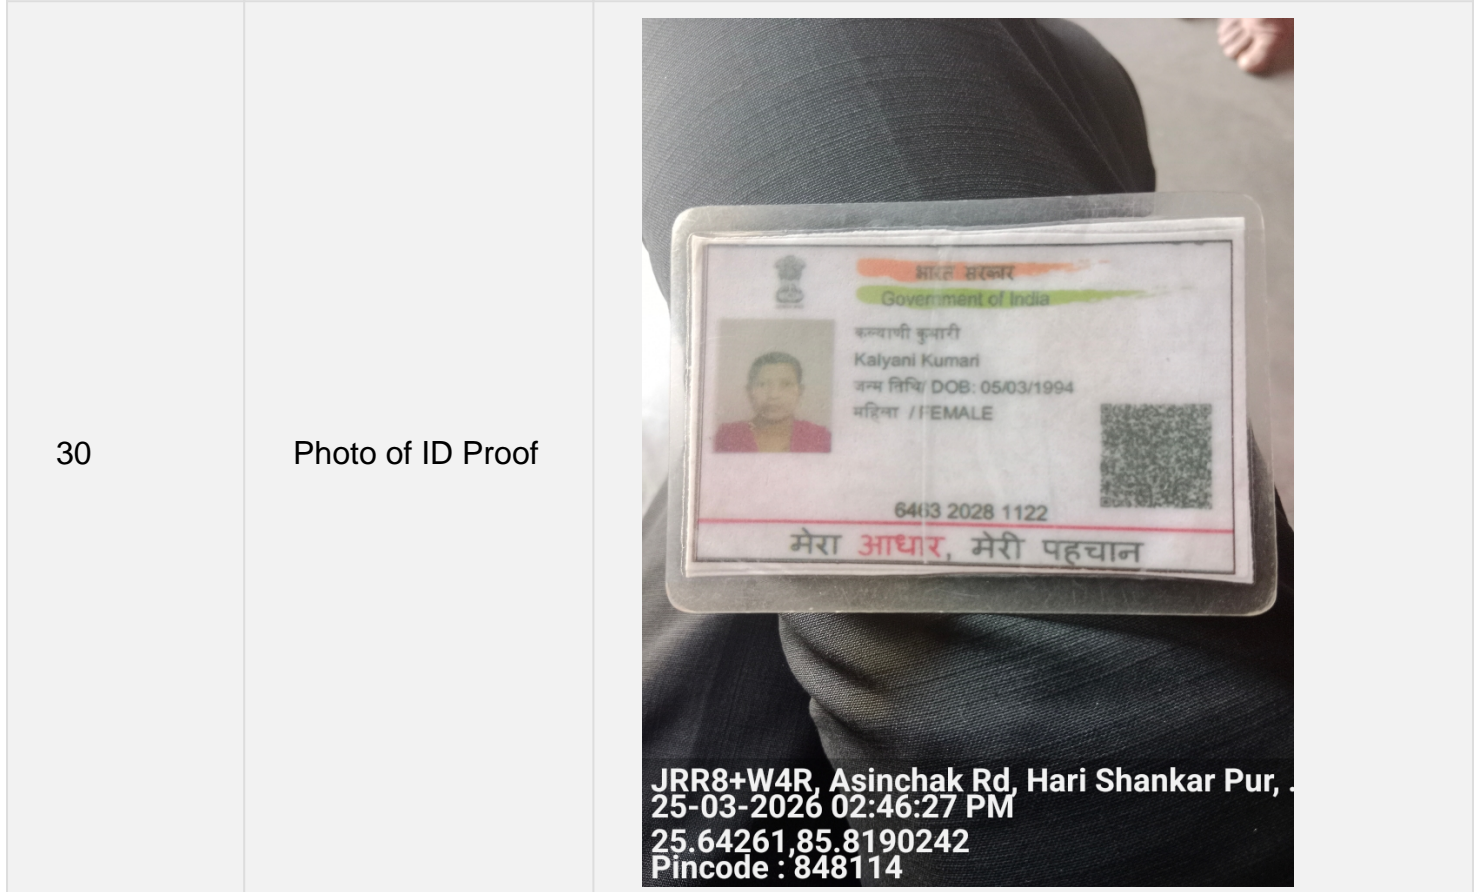 30
Photo of ID Proof
भारत सरकार
Government of India
कल्याणी कुमारी
Kalyani Kumari
जन्म तिथि/ DOB: 05/03/1994
महिला / FEMALE
6463 2028 1122
मेरा आधार, मेरी पहचान
JRR8+W4R, Asinchak Rd, Hari Shankar Pur, .
25-03-2026 02:46:27 PM
25.64261,85.8190242
Pincode : 848114